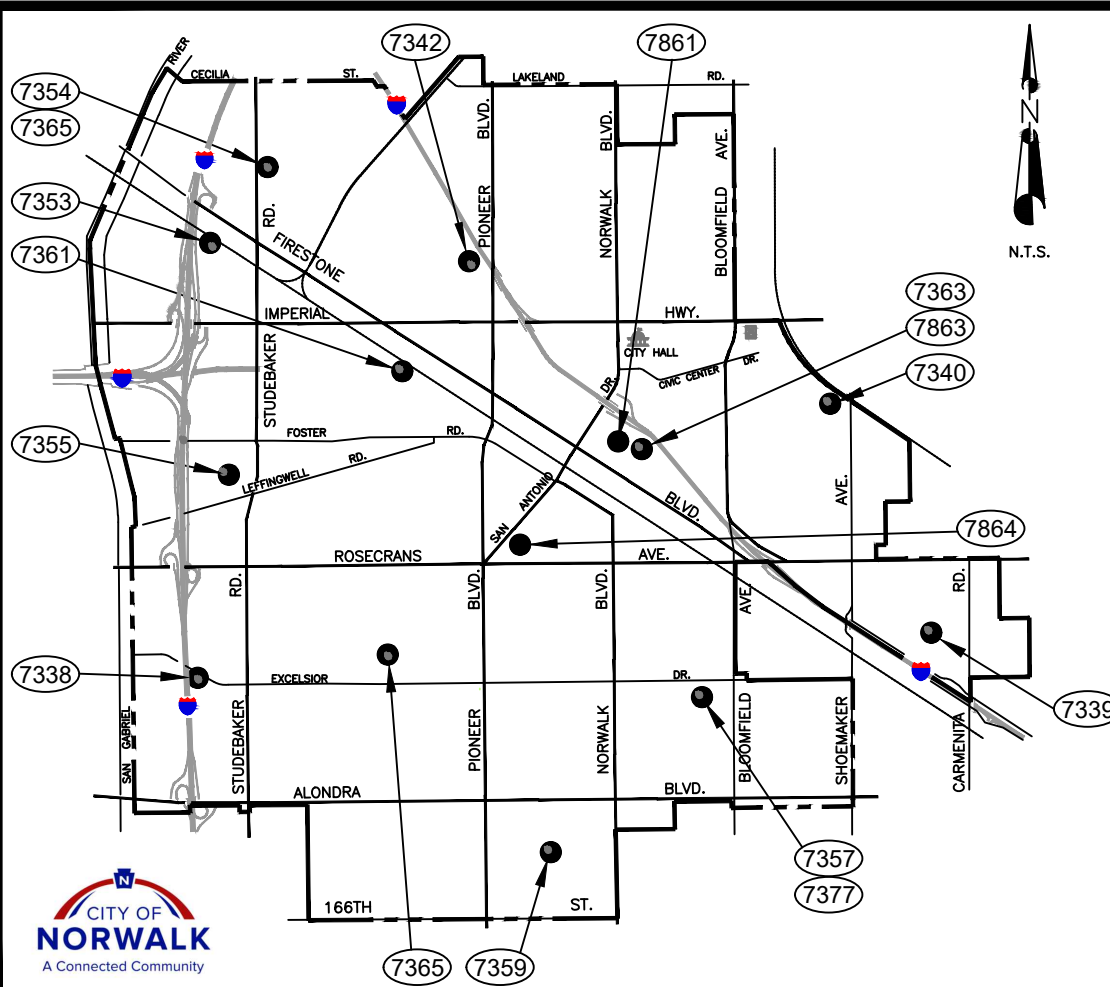 7342
7861
RIVER
CECILIA
ST.
LAKELAND
RD.
7354
7365
BLVD.
BLVD.
AVE.
N
N.T.S.
7353
RD.
PIONEER
NORWALK
BLOOMFIELD
7361
FIRESTONE
7363
7863
IMPERIAL
HWY.
CITY HALL
CIVIC CENTER
DR.
DR.
7340
STUDEBAKER
FOSTER
RD.
7355
LEFFINGWELL
RD.
SAN ANTONIO
BLVD.
AVE.
7864
ROSECRANS
AVE.
RD.
BLVD.
BLVD.
AVE.
RD.
7338
EXCELSIOR
DR.
7339
SAN GABRIEL
STUDEBAKER
PIONEER
NORWALK
BLOOMFIELD
SHOEMAKER
CARMENITA
ALONDRA
BLVD.
7357
7377
166TH
ST.
7365
7359
N
CITY OF
NORWALK
A Connected Community